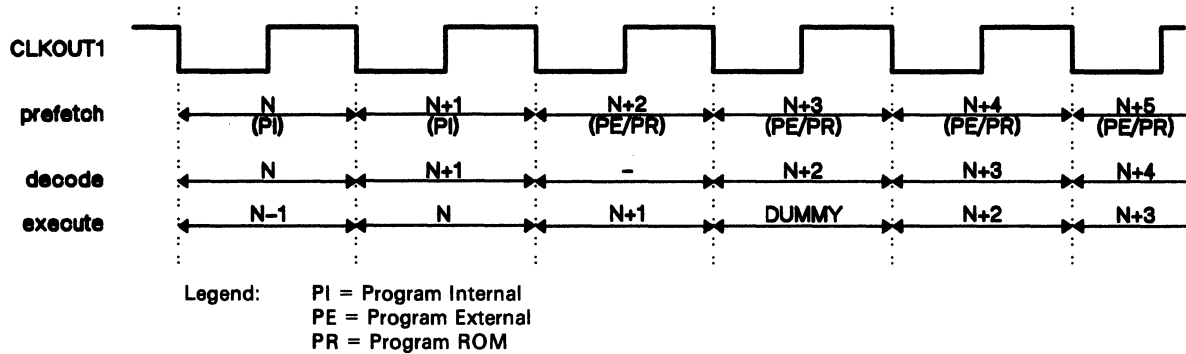 CLKOUT1
prefetch N N+1 N+2 N+3 N+4 N+5
(PI) (PI) (PE/PR) (PE/PR) (PE/PR) (PE/PR)
decode N N+1 - N+2 N+3 N+4
execute N-1 N N+1 DUMMY N+2 N+3
Legend: PI = Program Internal
PE = Program External
PR = Program ROM